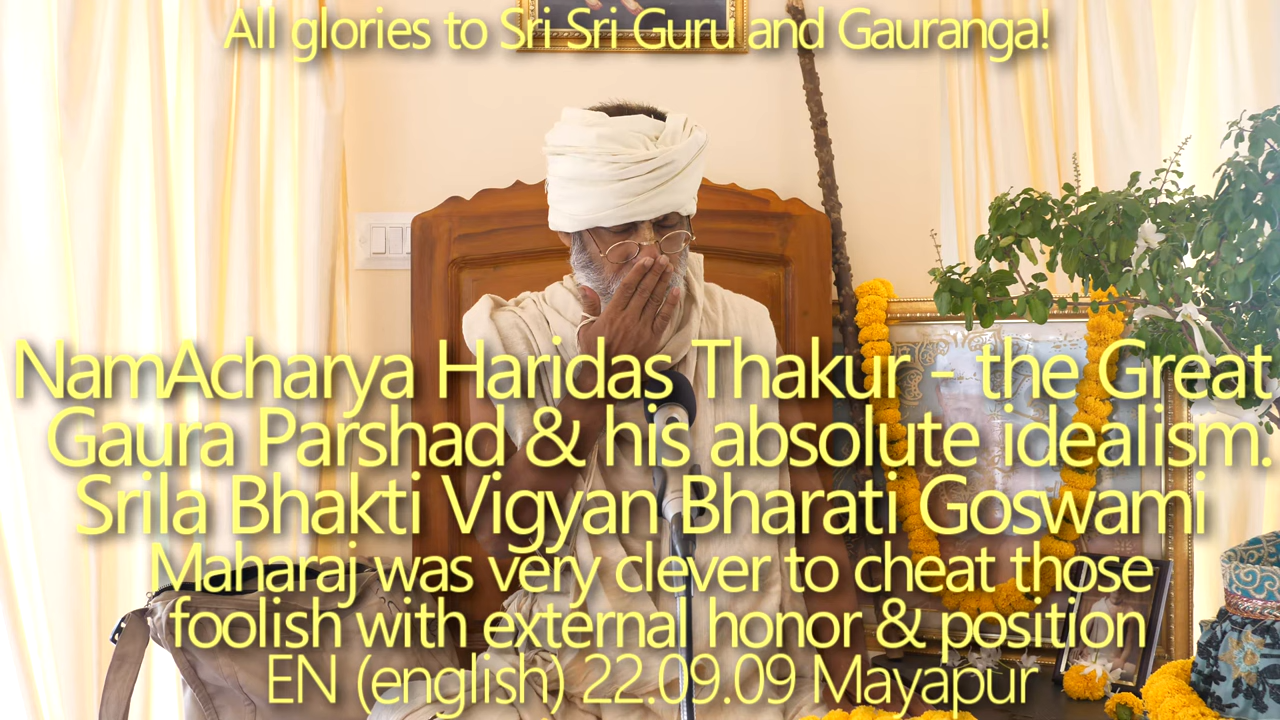 All glories to Sri Sri Guru and Gauranga!
NamAcharya Haridas Thakur - the Great
Gaura Parshad & his absolute idealism.
Srila Bhakti Vigyan Bharati Goswami
Maharaj was very clever to cheat those
foolish with external honor & position
EN (english) 22.09.09 Mayapur